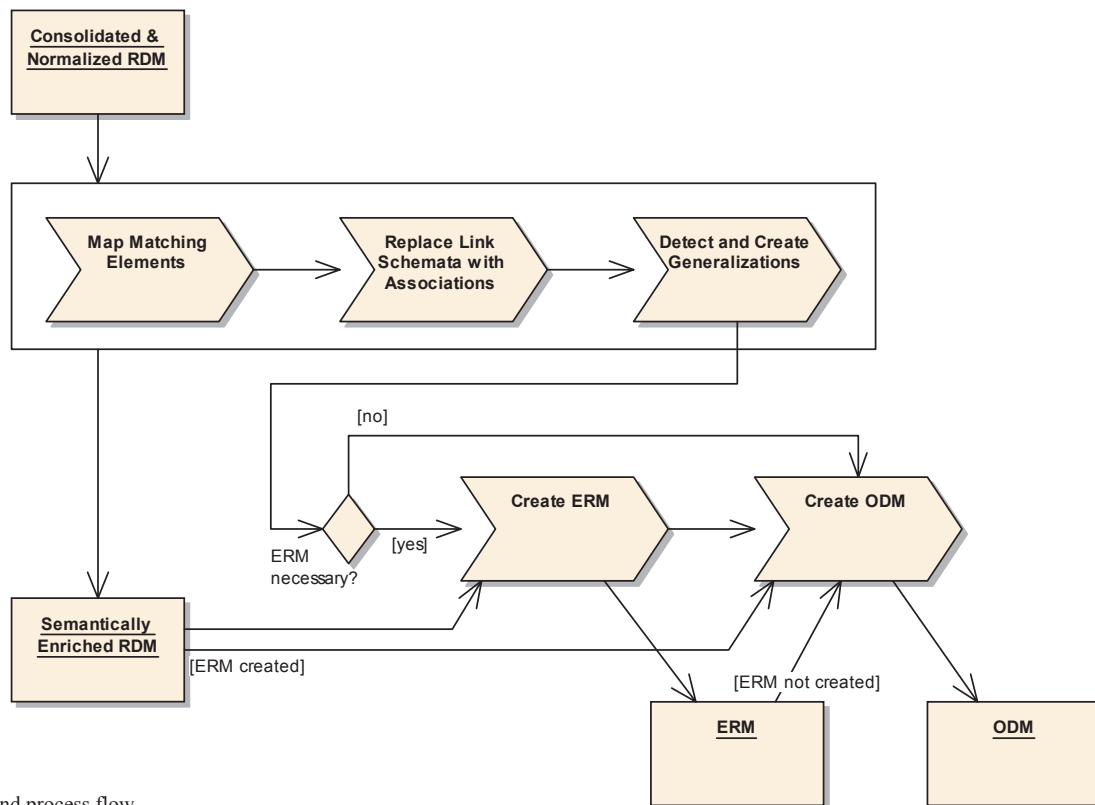 Consolidated &
Normalized RDM
Map Matching
Elements
Replace Link
Schemata with
Associations
Detect and Create
Generalizations
[no]
Create ERM
Create ODM
[yes]
ERM
necessary?
Semantically
Enriched RDM
[ERM created]
[ERM not created]
ERM
ODM
nd process flow